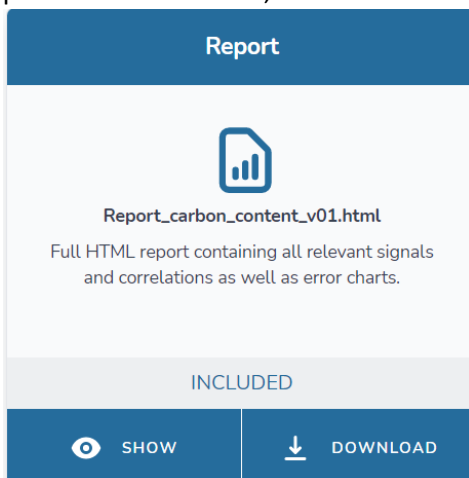 Report
Report_carbon_content_v01.html
Full HTML report containing all relevant signals
and correlations as well as error charts.
INCLUDED
SHOW
DOWNLOAD